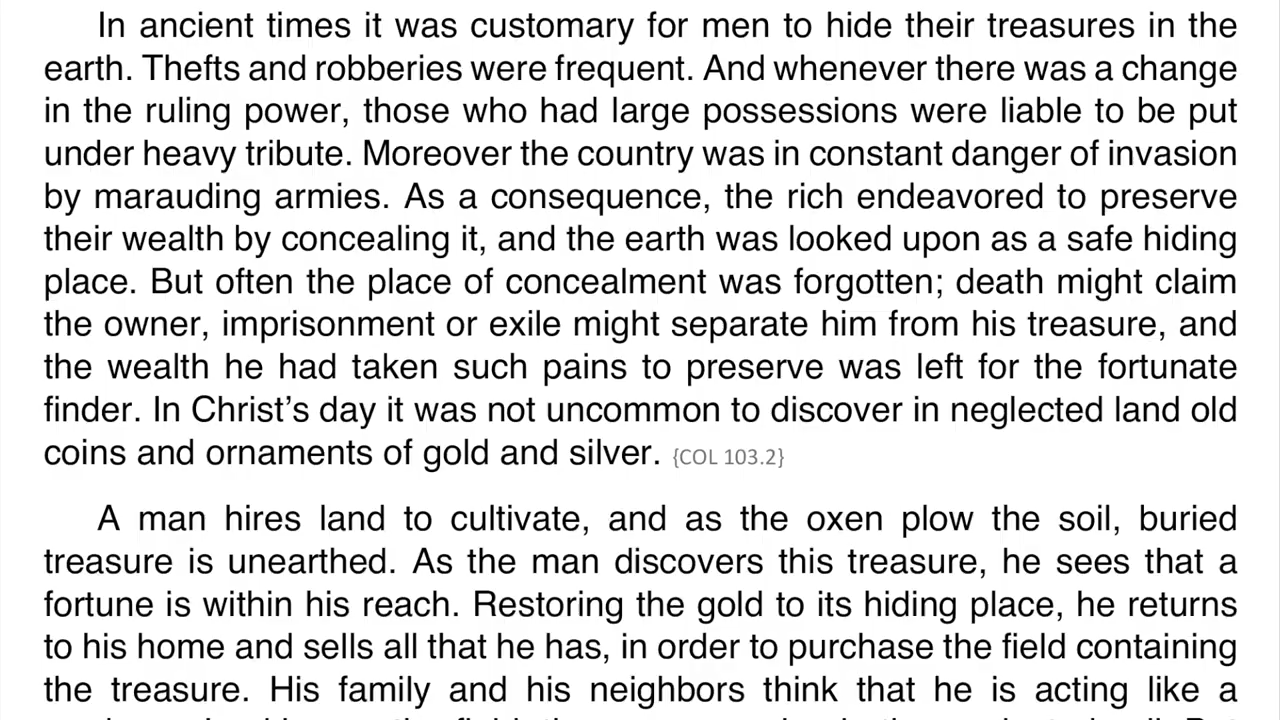 In ancient times it was customary for men to hide their treasures in the
earth. Thefts and robberies were frequent. And whenever there was a change
in the ruling power, those who had large possessions were liable to be put
under heavy tribute. Moreover the country was in constant danger of invasion
by marauding armies. As a consequence, the rich endeavored to preserve
their wealth by concealing it, and the earth was looked upon as a safe hiding
place. But often the place of concealment was forgotten; death might claim
the owner, imprisonment or exile might separate him from his treasure, and
the wealth he had taken such pains to preserve was left for the fortunate
finder. In Christ’s day it was not uncommon to discover in neglected land old
coins and ornaments of gold and silver. {COL 103.2}
A man hires land to cultivate, and as the oxen plow the soil, buried
treasure is unearthed. As the man discovers this treasure, he sees that a
fortune is within his reach. Restoring the gold to its hiding place, he returns
to his home and sells all that he has, in order to purchase the field containing
the treasure. His family and his neighbors think that he is acting like a